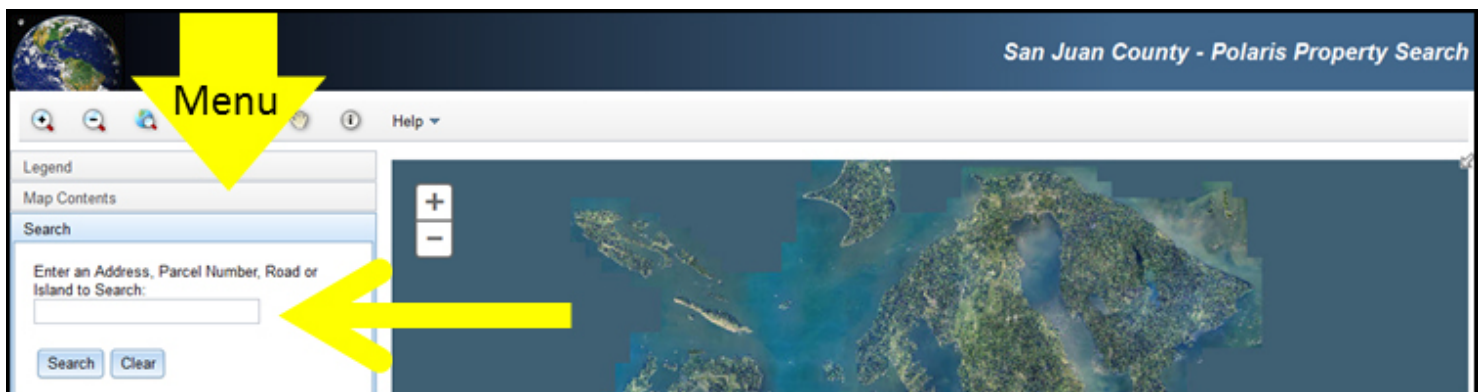 San Juan County - Polaris Property Search
Menu
Help
Legend
Map Contents
Search
Enter an Address, Parcel Number, Road or
Island to Search:
Search Clear
+
−